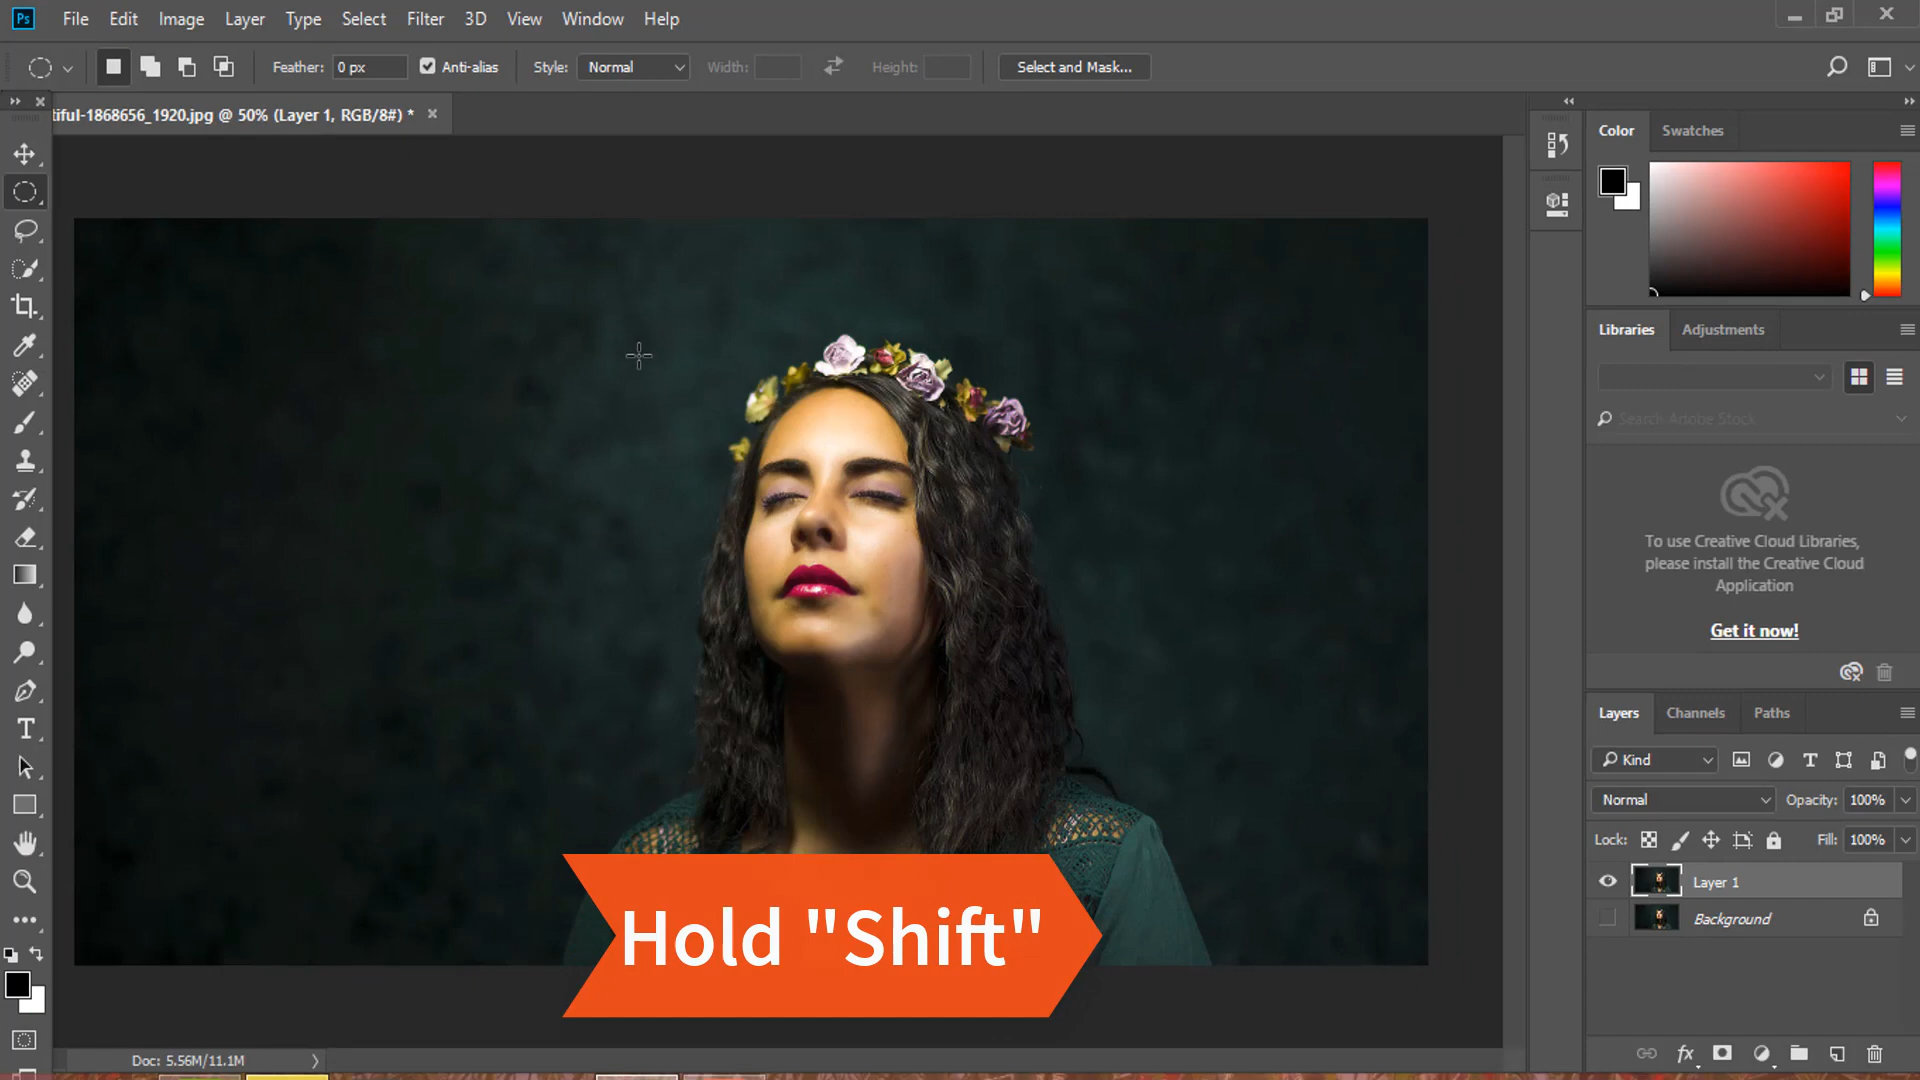 Ps File Edit Image Layer Type Select Filter 3D View Window Help
Feather: 0 px Anti-alias Style: Normal Width: Height: Select and Mask...
tiful-1868656_1920.jpg @ 50% (Layer 1, RGB/8#) *
Color Swatches
Libraries Adjustments
Search Adobe Stock
To use Creative Cloud Libraries,
please install the Creative Cloud
Application
Get it now!
Layers Channels Paths
Kind
Normal Opacity: 100%
Lock: Fill: 100%
Layer 1
Background
Hold "Shift"
Doc: 5.56M/11.1M